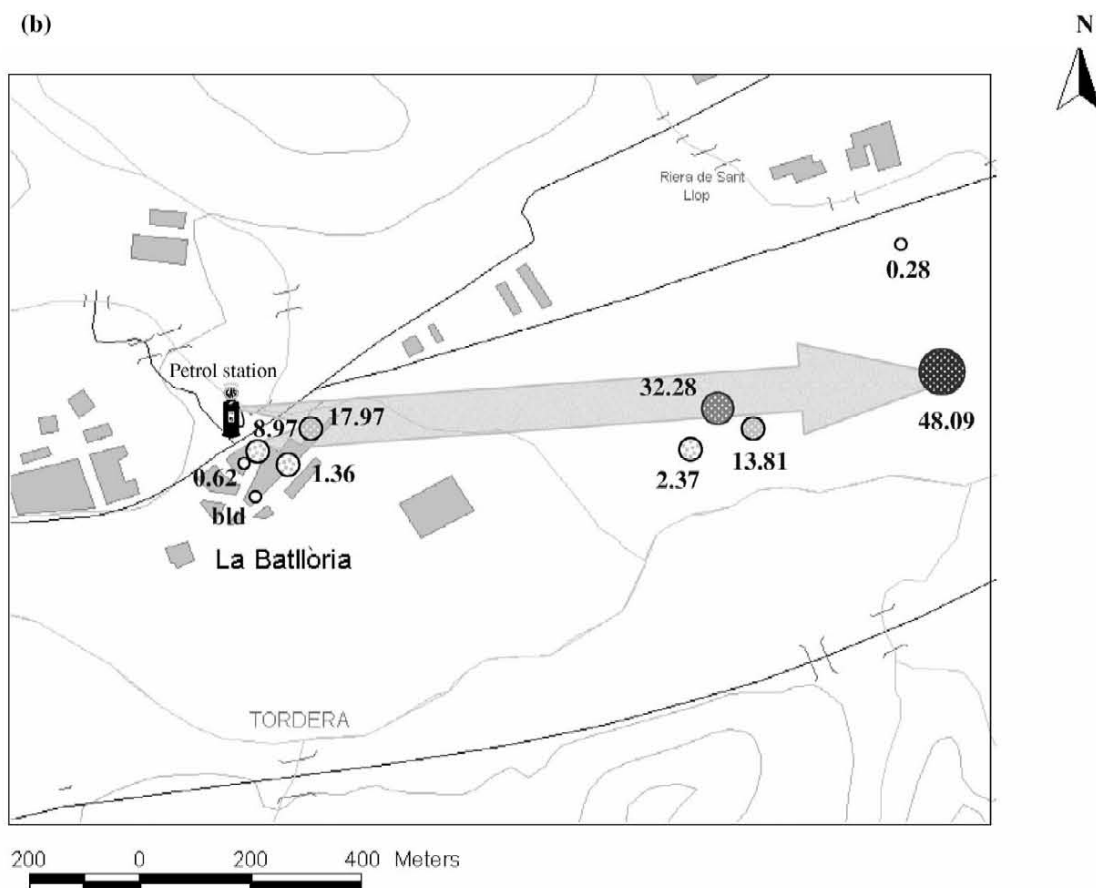 (b)
N
Riera de Sant
Llop
0.28
Petrol station
32.28
17.97
8.97
48.09
13.81
2.37
1.36
0.62
bld
La Batllòria
TORDERA
200 0 200 400 Meters